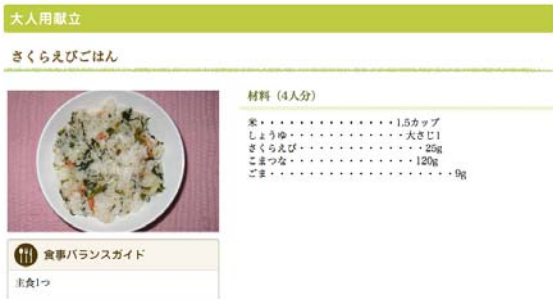 大人用献立
さくらえびごはん
材料（4人分）
米・・・・・・・・・・・・・・1.5カップ
しょうゆ・・・・・・・・・・・・大さじ1
さくらえび・・・・・・・・・・・・・25g
こまつな・・・・・・・・・・・・・120g
ごま・・・・・・・・・・・・・・・・・・・9g
食事バランスガイド
主食1つ